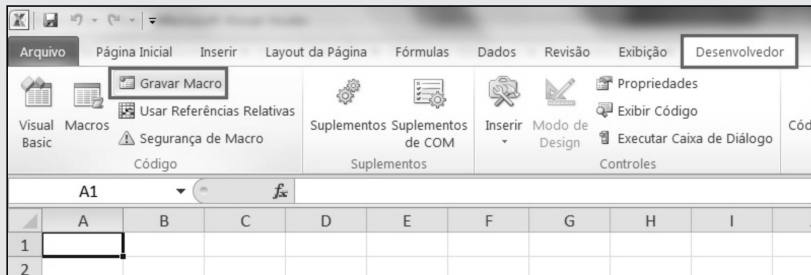 Arquivo Página Inicial Inserir Layout da Página Fórmulas Dados Revisão Exibição Desenvolvedor
Visual Basic
Macros
Gravar Macro
Usar Referências Relativas
Segurança de Macro
Código
Suplementos
Suplementos de COM
Suplementos
Inserir
Modo de Design
Propriedades
Exibir Código
Executar Caixa de Diálogo
Controles
A1 fx
A B C D E F G H I
1
2